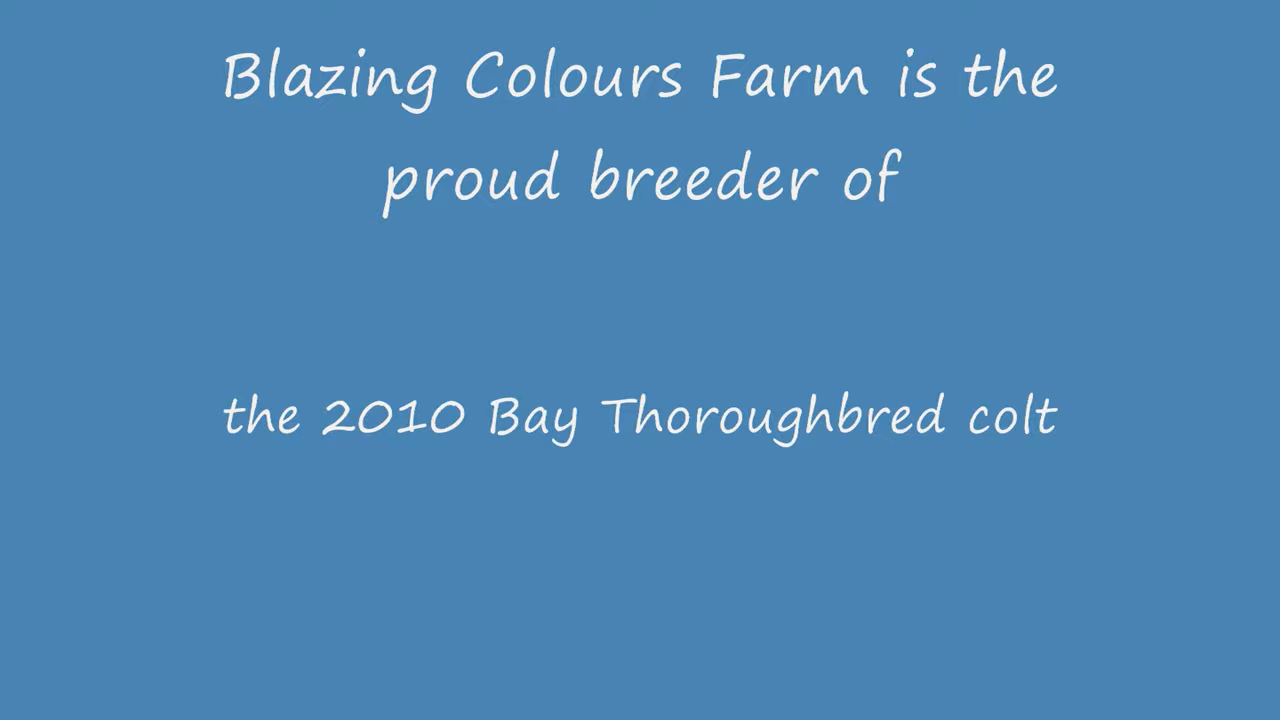 Blazing Colours Farm is the
proud breeder of
the 2010 Bay Thoroughbred colt